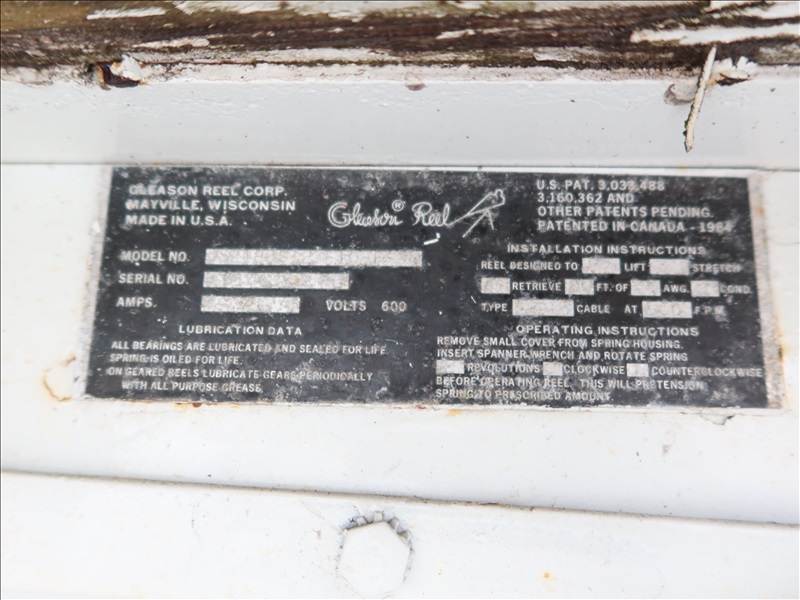 GLEASON REEL CORP.
MAYVILLE, WISCONSIN
MADE IN U.S.A.
Gleason® Reel
U.S. PAT. 3,039,488
3,160,362 AND
OTHER PATENTS PENDING.
PATENTED IN CANADA - 1964
MODEL NO.
SERIAL NO.
AMPS. VOLTS 600
LUBRICATION DATA
ALL BEARINGS ARE LUBRICATED AND SEALED FOR LIFE.
SPRING IS OILED FOR LIFE.
ON GEARED REELS LUBRICATE GEARS PERIODICALLY
WITH ALL PURPOSE GREASE.
INSTALLATION INSTRUCTIONS
REEL DESIGNED TO LIFT STRETCH
RETRIEVE FT. OF AWG. COND.
TYPE CABLE AT F.P.M.
OPERATING INSTRUCTIONS
REMOVE SMALL COVER FROM SPRING HOUSING.
INSERT SPANNER WRENCH AND ROTATE SPRING
REVOLUTIONS CLOCKWISE COUNTERCLOCKWISE
BEFORE OPERATING REEL. THIS WILL PRETENSION
SPRING TO PRESCRIBED AMOUNT.